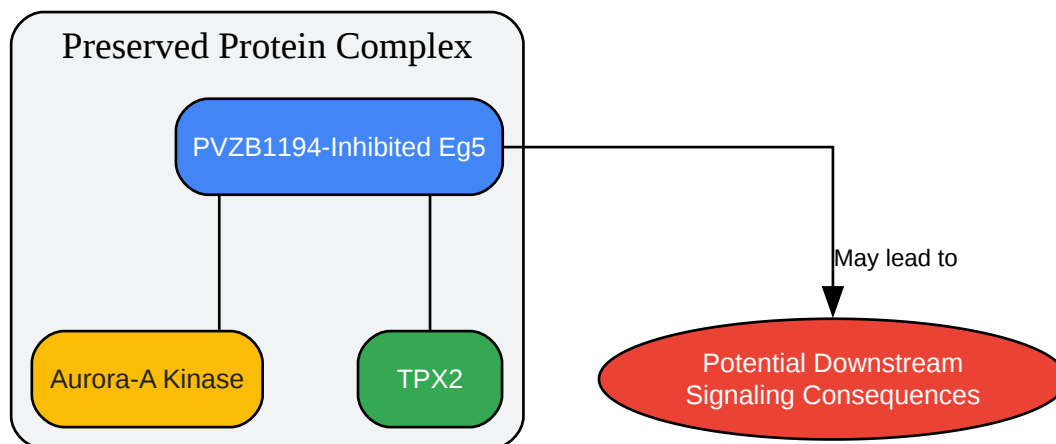 Preserved Protein Complex
PVZB1194-Inhibited Eg5
May lead to
Aurora-A Kinase
TPX2
Potential Downstream
Signaling Consequences